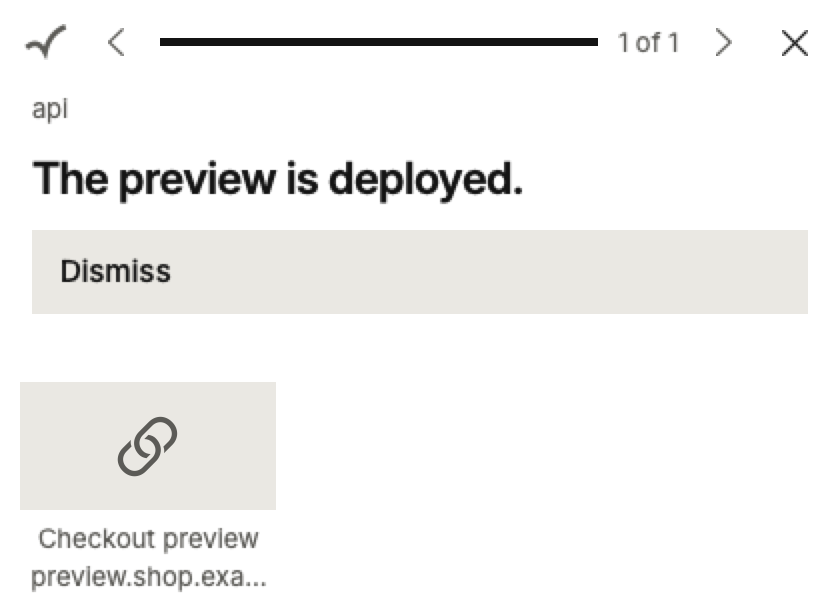 1 of 1
api
The preview is deployed.
Dismiss
Checkout preview
preview.shop.exa...